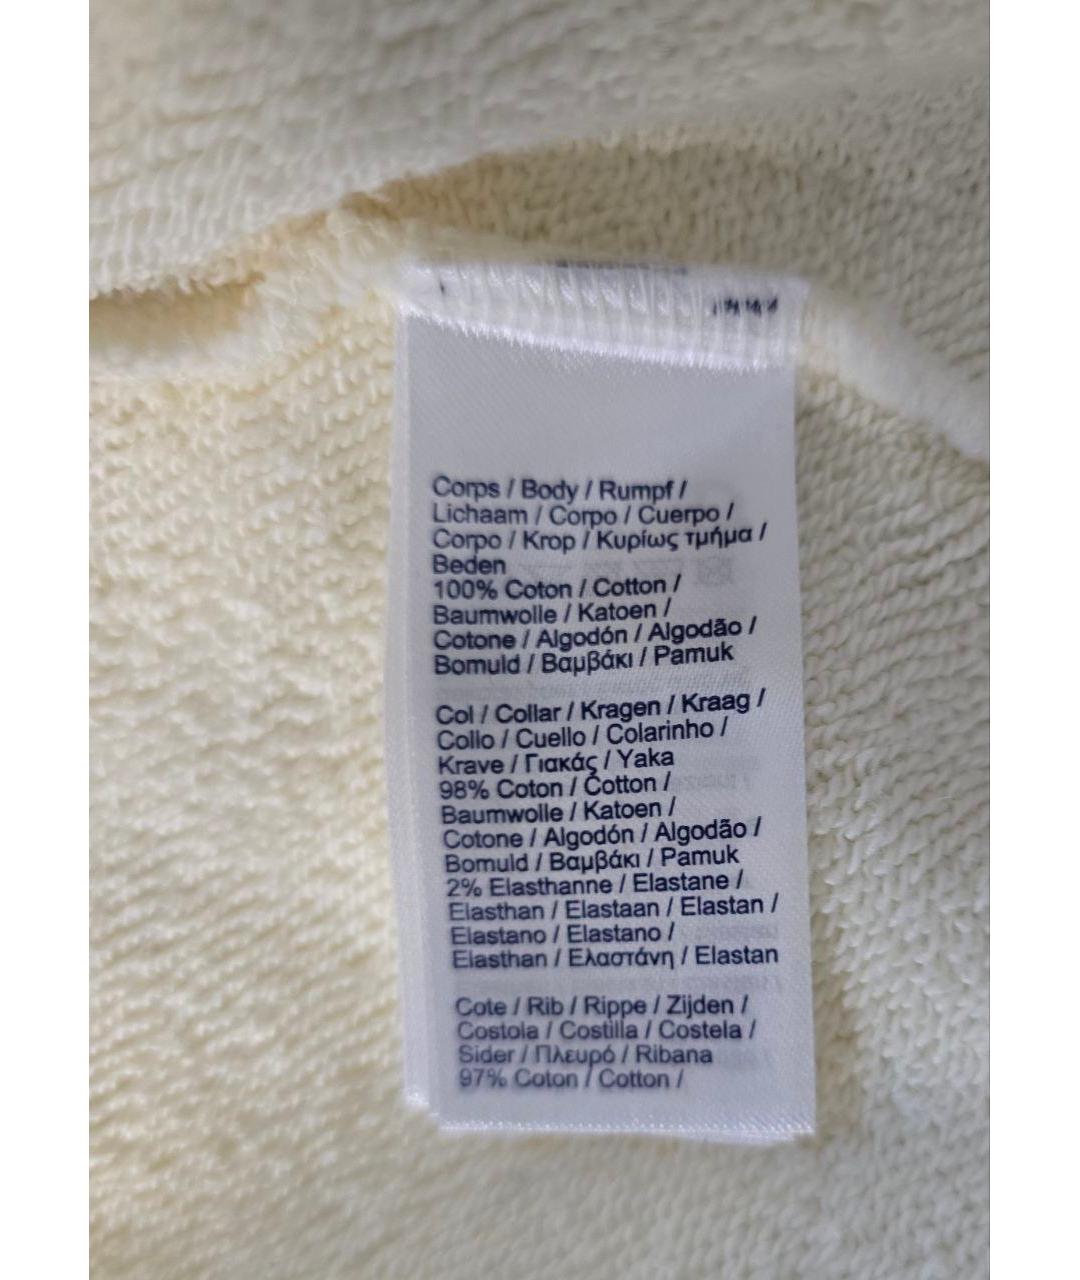 Corps / Body / Rumpf /
Lichaam / Corpo / Cuerpo /
Corpo / Krop / Κυρίως τμήμα /
Beden
100% Coton / Cotton /
Baumwolle / Katoen /
Cotone / Algodón / Algodão /
Bomuld / Βαμβάκι / Pamuk
Col / Collar / Kragen / Kraag /
Collo / Cuello / Colarinho /
Krave / Γιακάς / Yaka
98% Coton / Cotton /
Baumwolle / Katoen /
Cotone / Algodón / Algodão /
Bomuld / Βαμβάκι / Pamuk
2% Elasthanne / Elastane /
Elasthan / Elastaan / Elastan /
Elastano / Elastano /
Elasthan / Ελαστάνη / Elastan
Cote / Rib / Rippe / Zijden /
Costola / Costilla / Costela /
Sider / Πλευρό / Ribana
97% Coton / Cotton /